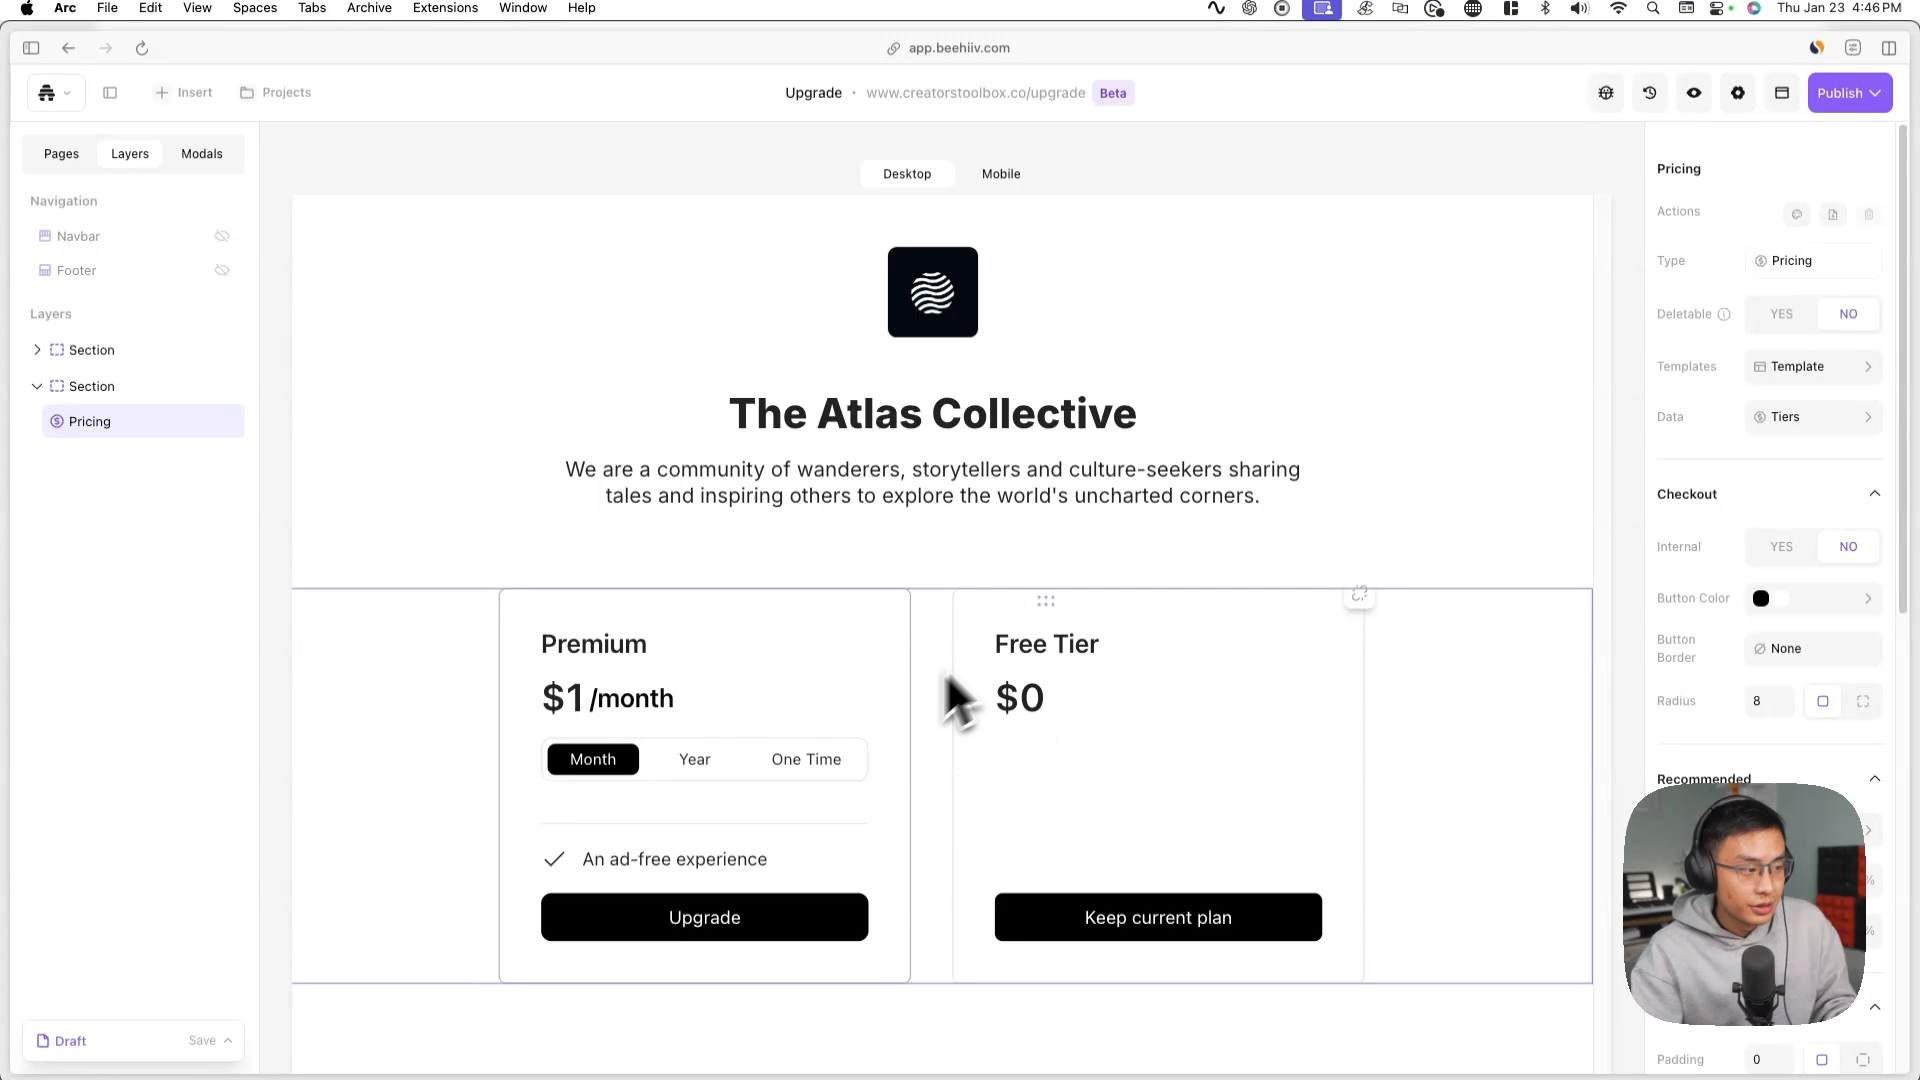 Arc File Edit View Spaces Tabs Archive Extensions Window Help Thu Jan 23 4:46 PM
app.beehiiv.com
Insert Projects Upgrade · www.creatorstoolbox.co/upgrade Beta Publish
Pages Layers Modals
Navigation
Navbar
Footer
Layers
Section
Section
Pricing
Draft Save
Desktop Mobile
The Atlas Collective
We are a community of wanderers, storytellers and culture-seekers sharing
tales and inspiring others to explore the world's uncharted corners.
Premium
$1 /month
Month Year One Time
An ad-free experience
Upgrade
Free Tier
$0
Keep current plan
Pricing
Actions
Type Pricing
Deletable YES NO
Templates Template
Data Tiers
Checkout
Internal YES NO
Button Color
Button
Border
None
Radius 8
Recommended
%
%
Padding 0